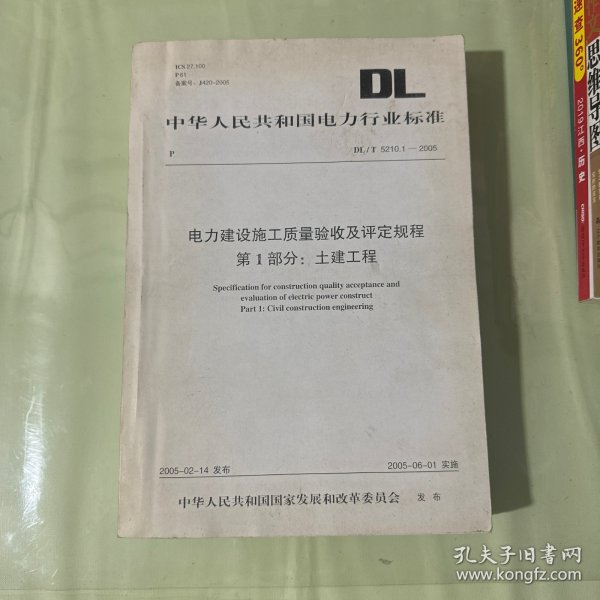 ICS 27.100
P 61
备案号：J420-2005
DL
中华人民共和国电力行业标准
P
DL/T 5210.1—2005
电力建设施工质量验收及评定规程
第1部分：土建工程
Specification for construction quality acceptance and
evaluation of electric power construct
Part 1: Civil construction engineering
2005-02-14 发布
2005-06-01 实施
中华人民共和国国家发展和改革委员会 发布
速查360°
2019江西·历史
思维导图
孔夫子旧书网
www.kongfz.com